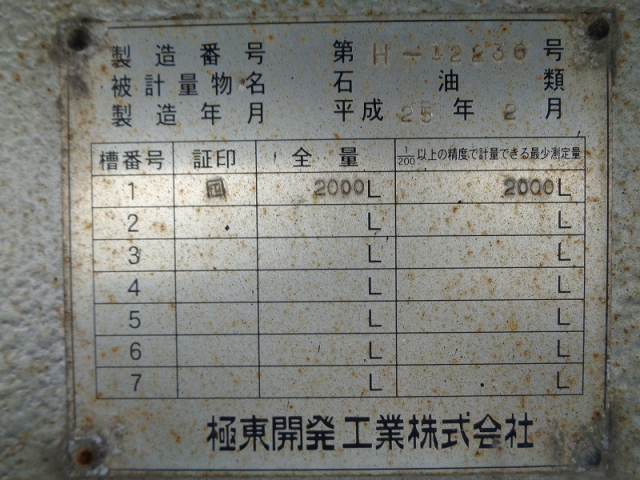 製造番号 第 H-12236 号
被計量物名 石油類
製造年月 平成 25 年 2 月
槽番号 証印 全量 1/200以上の精度で計量できる最少測定量
1 2000L 2000L
2 L L
3 L L
4 L L
5 L L
6 L L
7 L L
極東開発工業株式会社